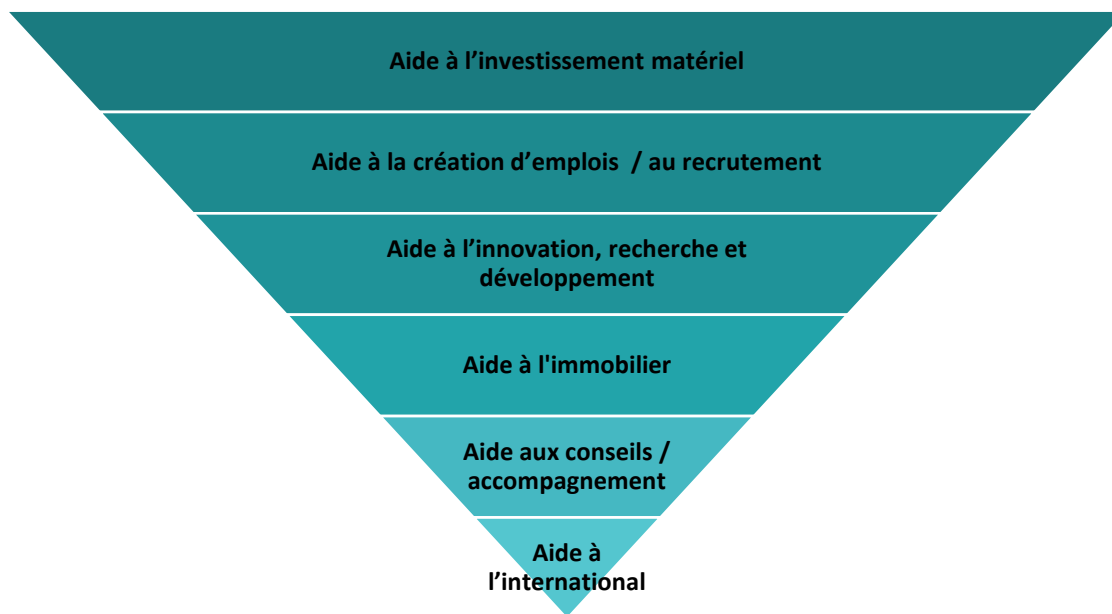 Aide à l’investissement matériel
Aide à la création d’emplois  / au recrutement
Aide à l’innovation, recherche et
développement
Aide à l'immobilier
Aide aux conseils /
accompagnement
Aide à
l’international